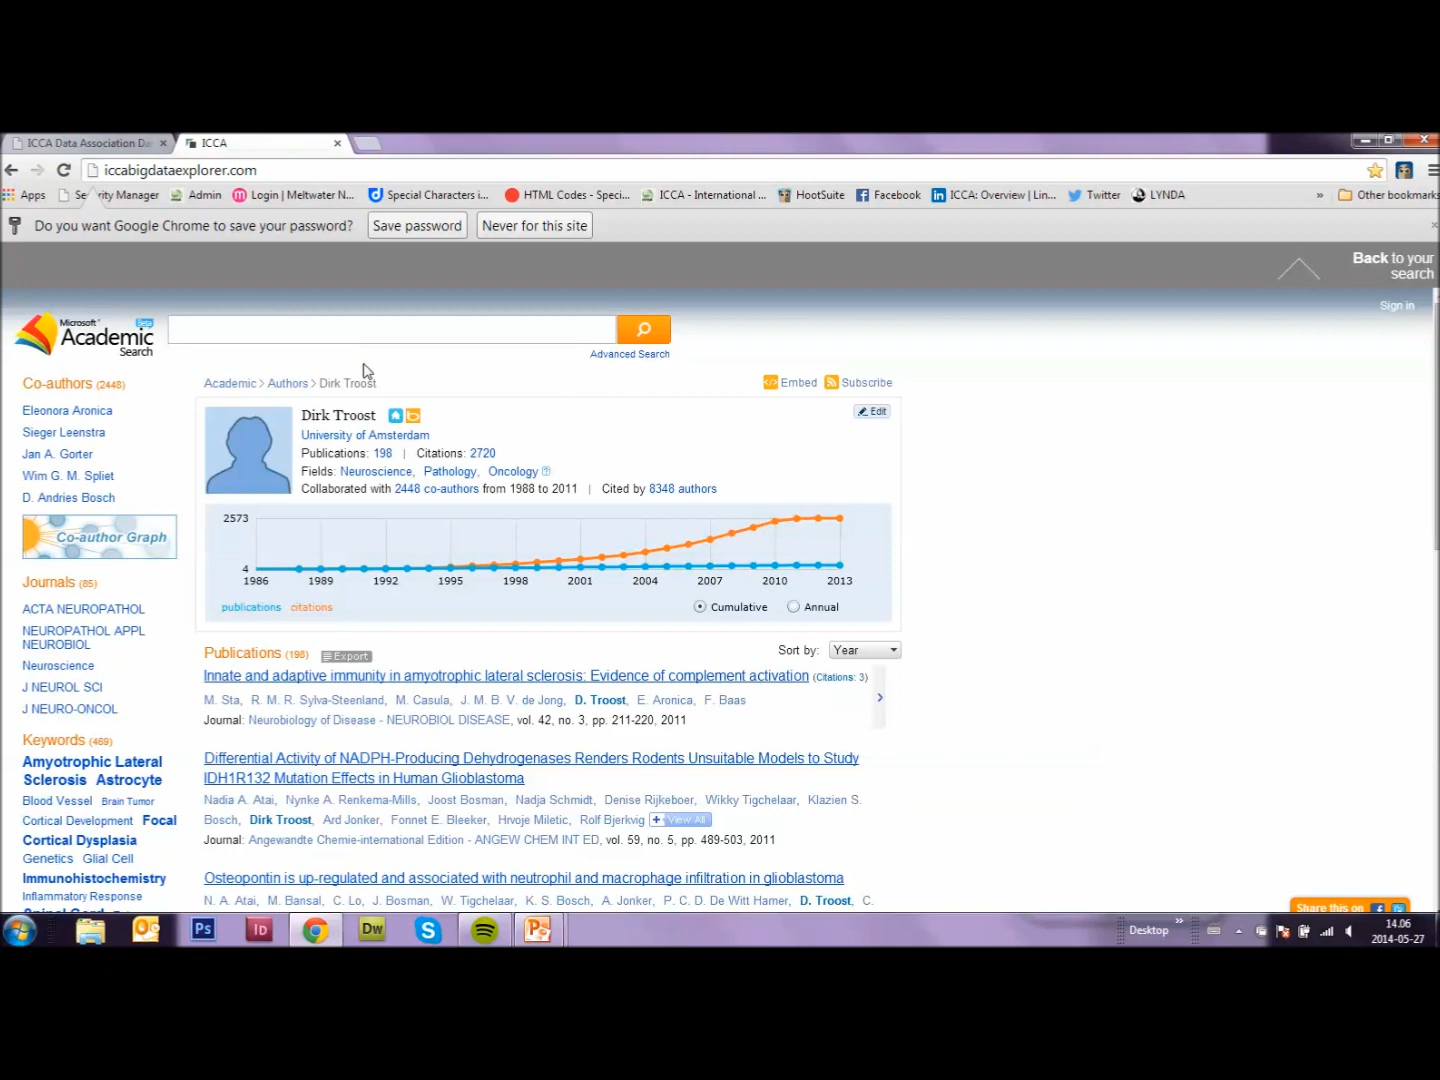 ICCA Data Association Da
ICCA
iccabigdataexplorer.com
Apps
Security Manager
Admin
Login | Meltwater N...
Special Characters i...
HTML Codes - Speci...
ICCA - International ...
HootSuite
Facebook
ICCA: Overview | Lin...
Twitter
LYNDA
»
Other bookmarks
Do you want Google Chrome to save your password?
Save password
Never for this site
Back to your
search
Sign in
Microsoft®
Academic
Search
Beta
Advanced Search
Academic > Authors > Dirk Troost
Embed
Subscribe
Co-authors (2448)
Eleonora Aronica
Sieger Leenstra
Jan A. Gorter
Wim G. M. Spliet
D. Andries Bosch
Co-author Graph
Journals (85)
ACTA NEUROPATHOL
NEUROPATHOL APPL
NEUROBIOL
Neuroscience
J NEUROL SCI
J NEURO-ONCOL
Keywords (469)
Amyotrophic Lateral
Sclerosis Astrocyte
Blood Vessel Brain Tumor
Cortical Development Focal
Cortical Dysplasia
Genetics Glial Cell
Immunohistochemistry
Inflammatory Response
Spinal Cord
Dirk Troost
Edit
University of Amsterdam
Publications: 198 | Citations: 2720
Fields: Neuroscience, Pathology, Oncology
Collaborated with 2448 co-authors from 1988 to 2011 | Cited by 8348 authors
2573
4
1986 1989 1992 1995 1998 2001 2004 2007 2010 2013
publications citations
Cumulative Annual
Publications (198) Export
Sort by: Year
Innate and adaptive immunity in amyotrophic lateral sclerosis: Evidence of complement activation (Citations: 3)
M. Sta, R. M. R. Sylva-Steenland, M. Casula, J. M. B. V. de Jong, D. Troost, E. Aronica, F. Baas
Journal: Neurobiology of Disease - NEUROBIOL DISEASE, vol. 42, no. 3, pp. 211-220, 2011
Differential Activity of NADPH-Producing Dehydrogenases Renders Rodents Unsuitable Models to Study
IDH1R132 Mutation Effects in Human Glioblastoma
Nadia A. Atai, Nynke A. Renkema-Mills, Joost Bosman, Nadja Schmidt, Denise Rijkeboer, Wikky Tigchelaar, Klazien S.
Bosch, Dirk Troost, Ard Jonker, Fonnet E. Bleeker, Hrvoje Miletic, Rolf Bjerkvig + View All
Journal: Angewandte Chemie-international Edition - ANGEW CHEM INT ED, vol. 59, no. 5, pp. 489-503, 2011
Osteopontin is up-regulated and associated with neutrophil and macrophage infiltration in glioblastoma
N. A. Atai, M. Bansal, C. Lo, J. Bosman, W. Tigchelaar, K. S. Bosch, A. Jonker, P. C. D. De Witt Hamer, D. Troost, C.
Share this on
Ps
Id
Dw
Desktop
»
14.06
2014-05-27